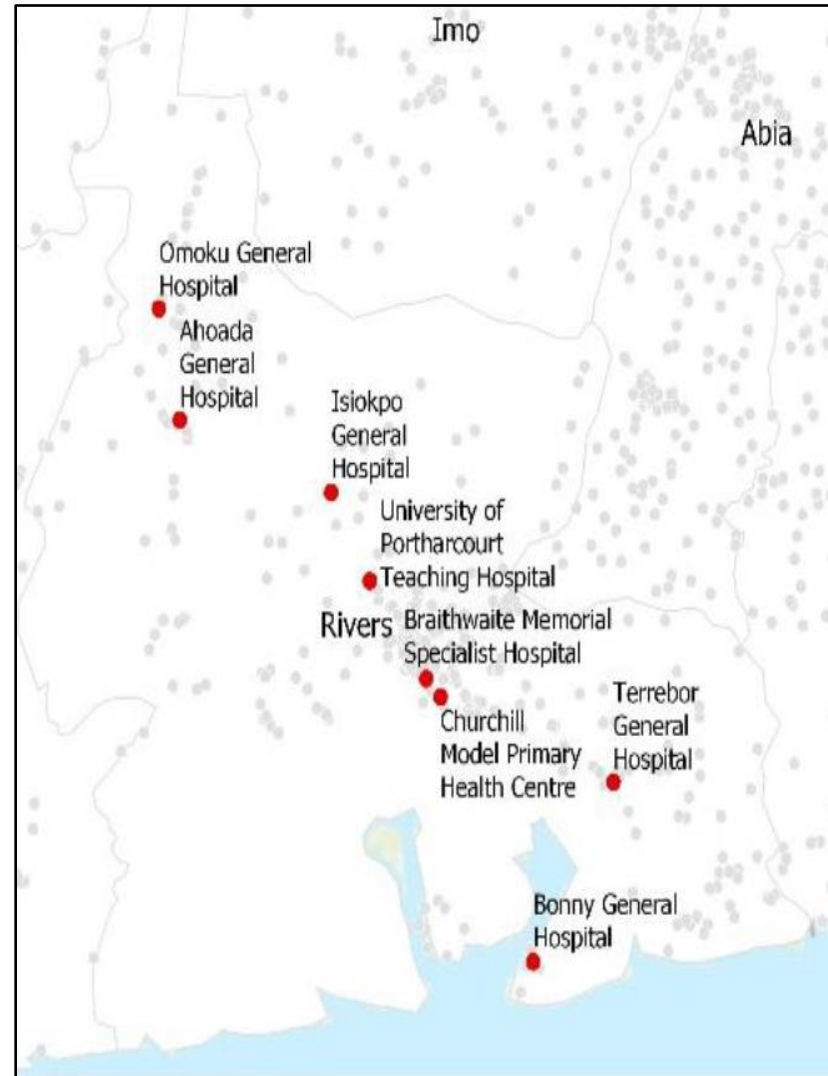 Imo
Abia
Omoku General
Hospital
Ahoada
General
Hospital
Isiokpo
General
Hospital
University of
Portharcourt
Teaching Hospital
Rivers
Braithwaite Memorial
Specialist Hospital
Churchill
Model Primary
Health Centre
Terrebor
General
Hospital
Bonny General
Hospital